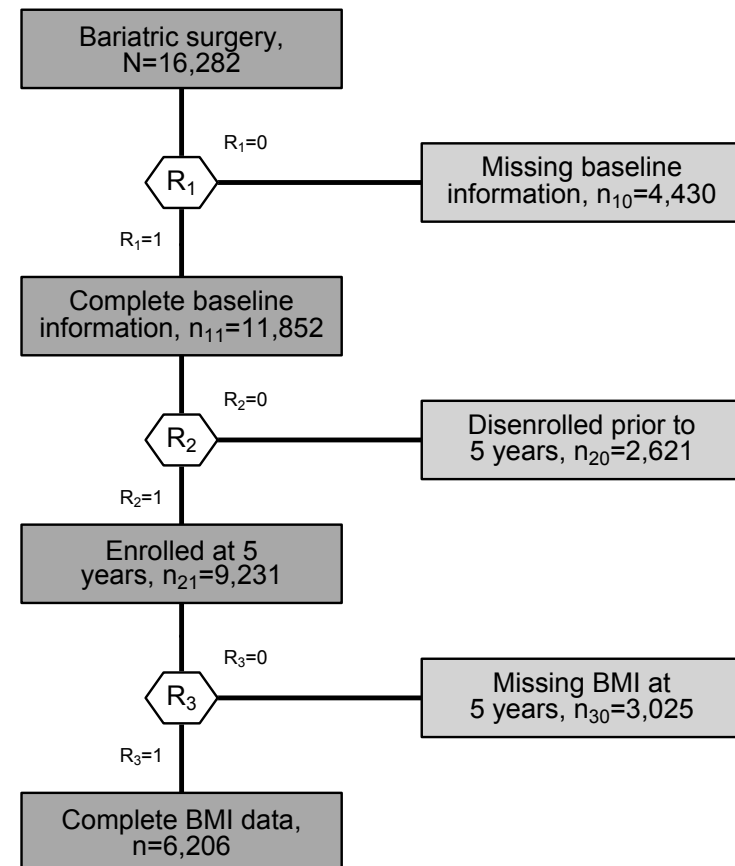 Bariatric surgery,
N=16,282
R₁=0
R₁
Missing baseline
information, n₁₀=4,430
R₁=1
Complete baseline
information, n₁₁=11,852
R₂=0
R₂
Disenrolled prior to
5 years, n₂₀=2,621
R₂=1
Enrolled at 5
years, n₂₁=9,231
R₃=0
R₃
Missing BMI at
5 years, n₃₀=3,025
R₃=1
Complete BMI data,
n=6,206